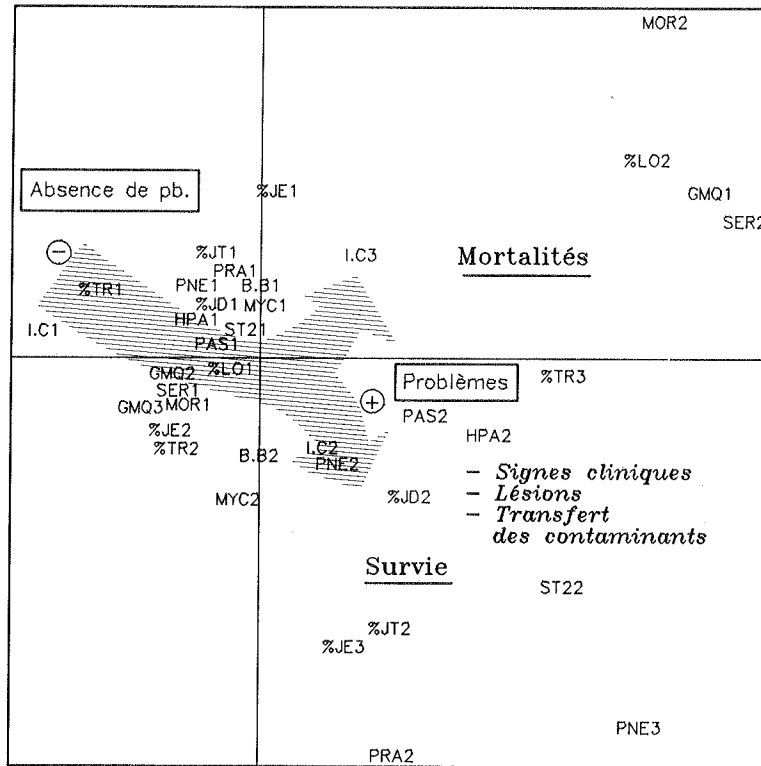 MOR2
%LO2
Absence de pb.
%JE1
GMQ1
SER2
−
%JT1
I.C3
Mortalités
PRA1
%TR1
PNE1
B.B1
%JD1
MYC1
HPA1
I.C1
ST21
PAS1
GMQ2
%LO1
Problèmes
%TR3
SER1
GMQ3
MOR1
+
PAS2
%JE2
HPA2
%TR2
B.B2
I.C2
PNE2
− Signes cliniques
− Lésions
− Transfert
des contaminants
MYC2
%JD2
Survie
ST22
%JT2
%JE3
PNE3
PRA2